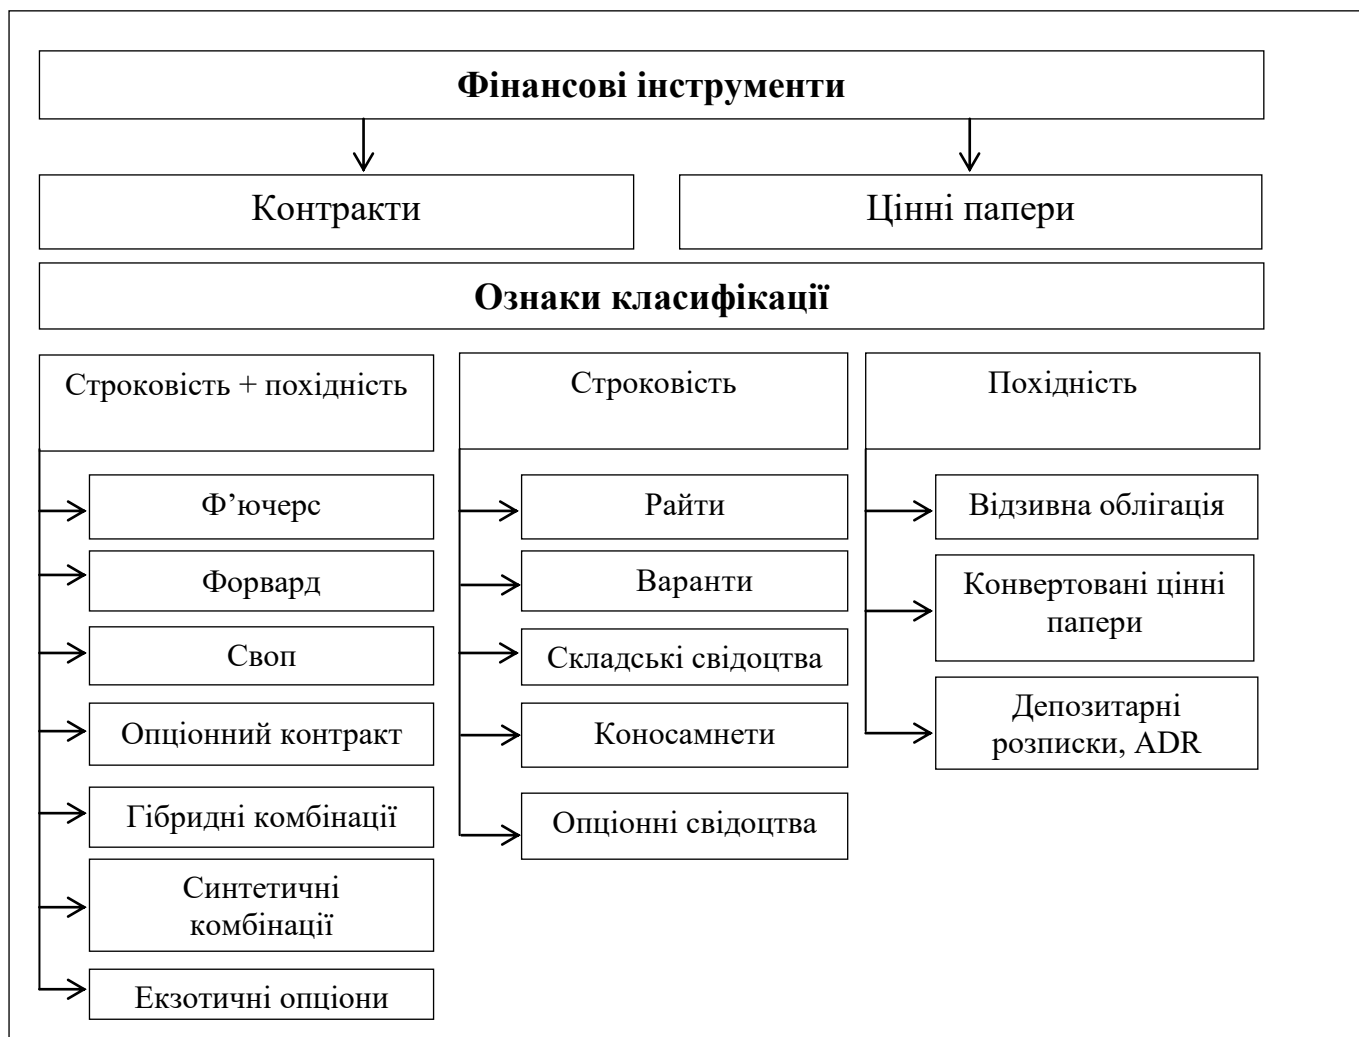 Фінансові інструменти
Контракти
Цінні папери
Ознаки класифікації
Строковість + похідність
Ф’ючерс
Форвард
Своп
Опціонний контракт
Гібридні комбінації
Синтетичні
комбінації
Екзотичні опціони
Строковість
Райти
Варанти
Складські свідоцтва
Коносамнети
Опціонні свідоцтва
Похідність
Відзивна облігація
Конвертовані цінні
папери
Депозитарні
розписки, ADR